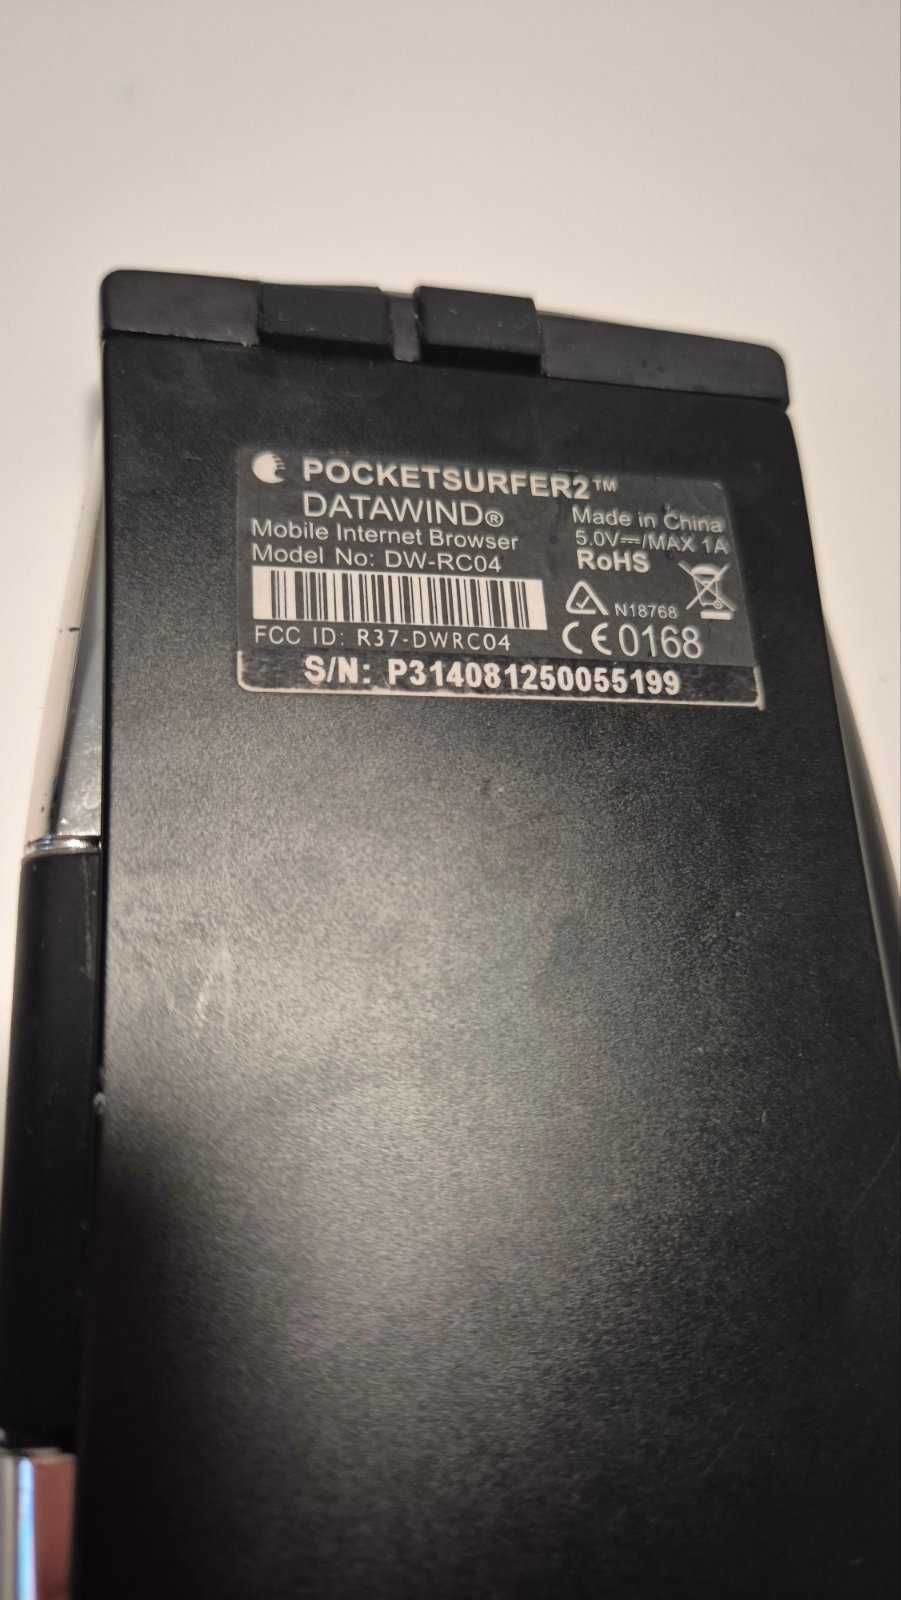 POCKETSURFER2™
DATAWIND®
Mobile Internet Browser
Model No: DW-RC04
Made in China
5.0V⎓/MAX 1A
RoHS
N18768
FCC ID: R37-DWRC04
CE0168
S/N: P314081250055199